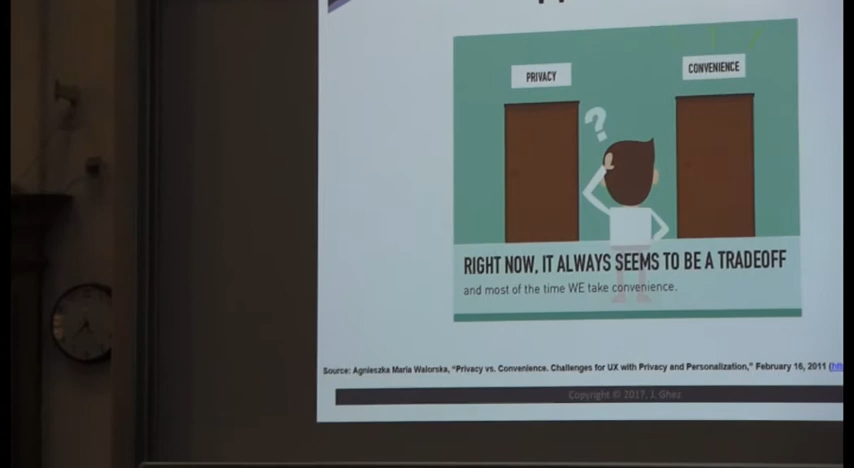 PRIVACY
CONVENIENCE
?
RIGHT NOW, IT ALWAYS SEEMS TO BE A TRADEOFF
and most of the time WE take convenience.
Source: Agnieszka Maria Walorska, "Privacy vs. Convenience. Challenges for UX with Privacy and Personalization," February 16, 2011 (htt
Copyright © 2017, J. Ghez